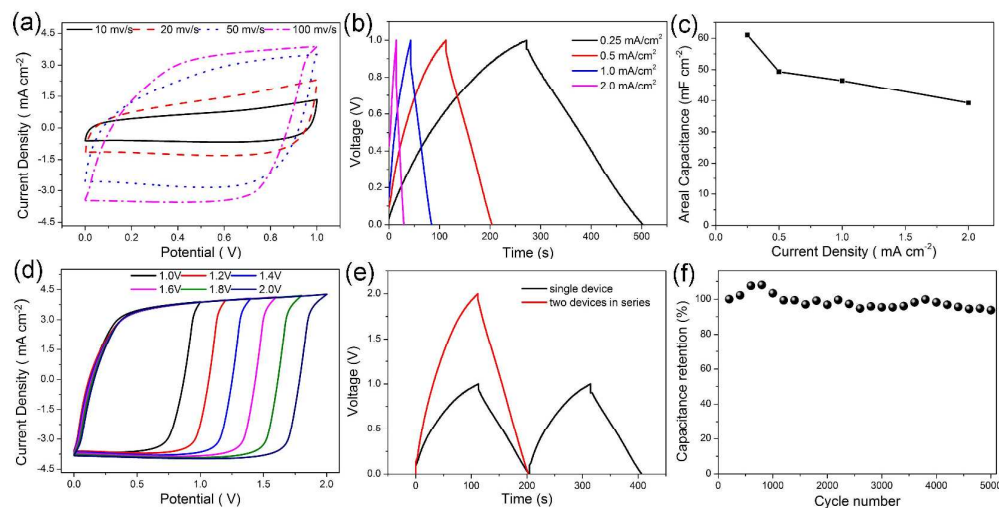 (a)
10 mv/s 20 mv/s 50 mv/s 100 mv/s
4.5
3.0
1.5
0.0
-1.5
-3.0
-4.5
Current Density ( mA cm-2)
0.0 0.2 0.4 0.6 0.8 1.0
Potential ( V)
(b)
0.25 mA/cm2
0.5 mA/cm2
1.0 mA/cm2
2.0 mA/cm2
1.0
0.8
0.6
0.4
0.2
0.0
Voltage (V)
0 100 200 300 400 500
Time (s)
(c)
60
50
40
30
20
10
0
Areal Capacitance (mF cm-2)
0.5 1.0 1.5 2.0
Current Density ( mA cm-2)
(d)
1.0V 1.2V 1.4V
1.6V 1.8V 2.0V
4.5
3.0
1.5
0.0
-1.5
-3.0
-4.5
Current Density ( mA cm-2)
0.0 0.5 1.0 1.5 2.0
Potential ( V)
(e)
single device
two devices in series
2.0
1.5
1.0
0.5
0.0
Voltage (V)
0 100 200 300 400
Time (s)
(f)
120
100
80
60
40
20
0
Capacitance retention (%)
0 1000 2000 3000 4000 5000
Cycle number